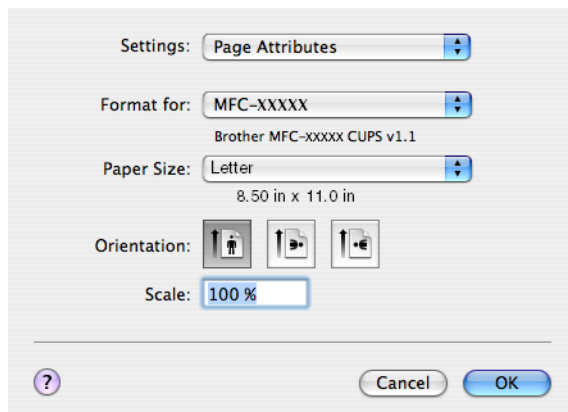 Settings: Page Attributes
Format for: MFC-XXXXX
Brother MFC-XXXXX CUPS v1.1
Paper Size: Letter
8.50 in x 11.0 in
Orientation:
Scale: 100 %
? Cancel OK